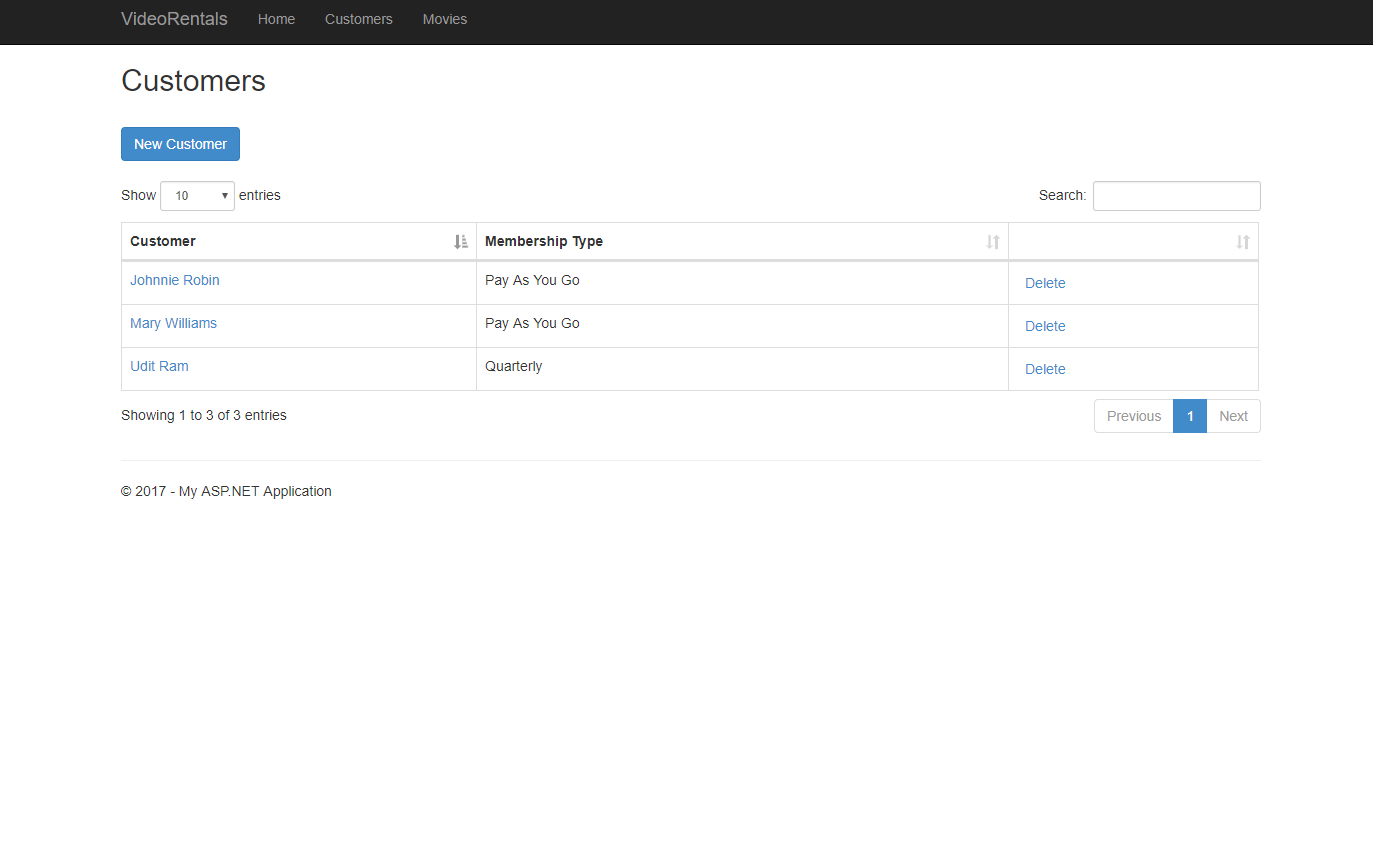 VideoRentals Home Customers Movies
Customers
New Customer
Show 10 entries Search:
Customer Membership Type
Johnnie Robin Pay As You Go Delete
Mary Williams Pay As You Go Delete
Udit Ram Quarterly Delete
Showing 1 to 3 of 3 entries Previous 1 Next
© 2017 - My ASP.NET Application